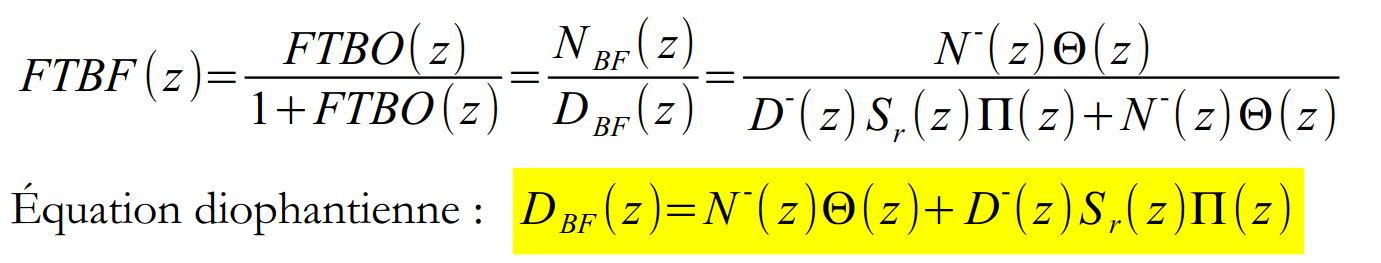 FTBF(z)=FTBO(z)/(1+FTBO(z))=N_BF(z)/D_BF(z)=N⁻(z)Θ(z)/(D⁻(z)S_r(z)Π(z)+N⁻(z)Θ(z))
Équation diophantienne : D_BF(z)=N⁻(z)Θ(z)+D⁻(z)S_r(z)Π(z)